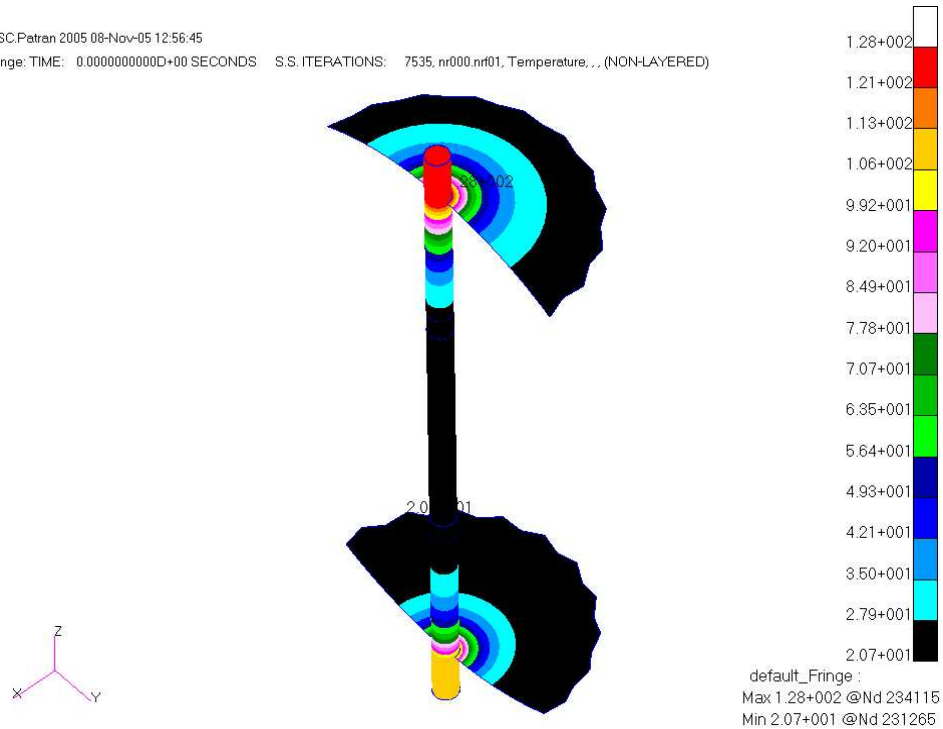 SC.Patran 2005 08-Nov-05 12:56:45
nge: TIME: 0.0000000000D+00 SECONDS S.S. ITERATIONS: 7535, nr000.nrf01, Temperature, , , (NON-LAYERED)
1.28+002
1.21+002
1.13+002
1.06+002
9.92+001
9.20+001
8.49+001
7.78+001
7.07+001
6.35+001
5.64+001
4.93+001
4.21+001
3.50+001
2.79+001
2.07+001
Z
X
Y
default_Fringe :
Max 1.28+002 @Nd 234115
Min 2.07+001 @Nd 231265